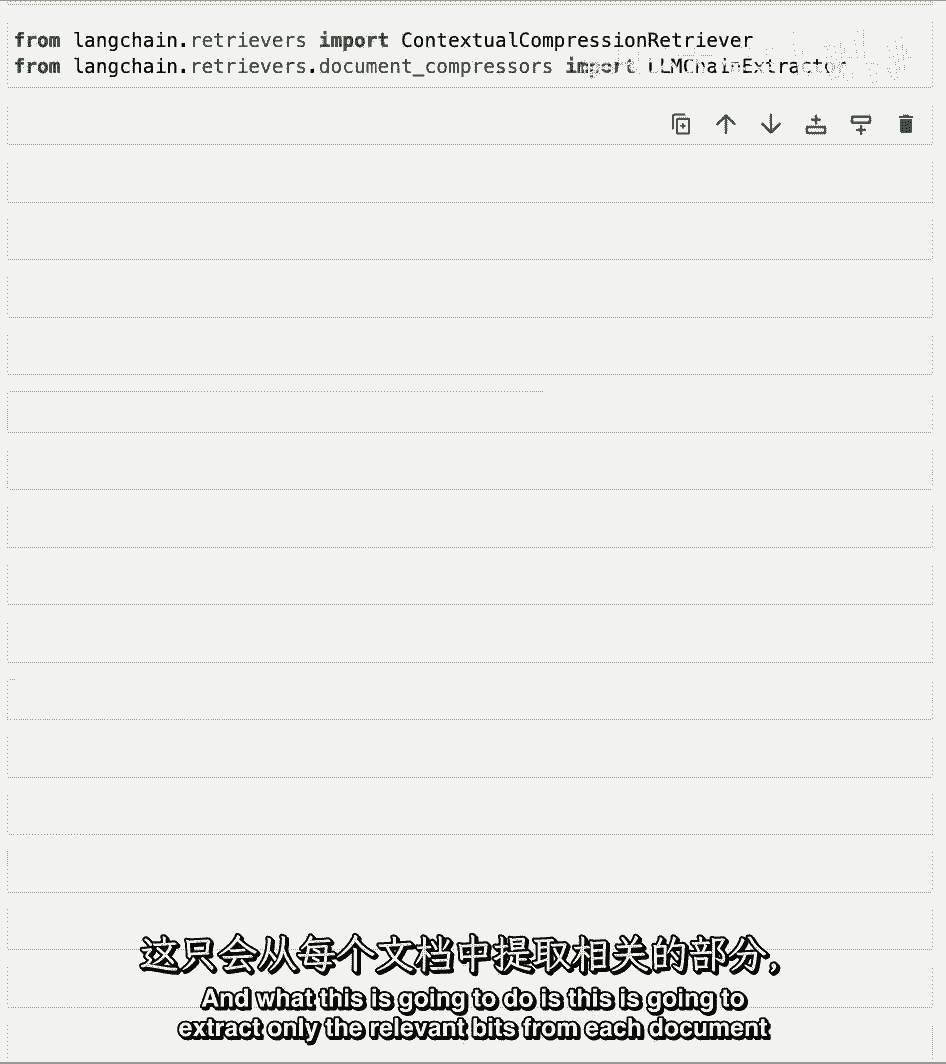 from langchain.retrievers import ContextualCompressionRetriever
from langchain.retrievers.document_compressors import LLMChainExtractor
这只会从每个文档中提取相关的部分,
And what this is going to do is this is going to
extract only the relevant bits from each document